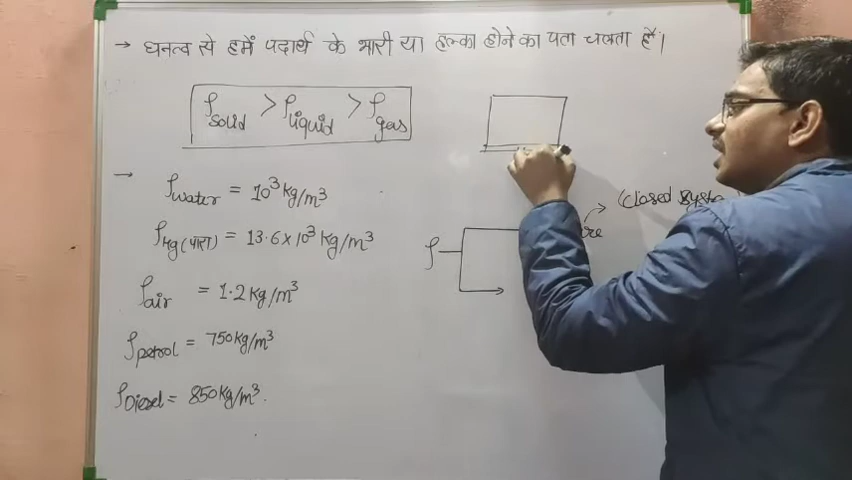 → घनत्व से हमें पदार्थ के भारी या हल्का होने का पता चलता है।
ρsolid > ρliquid > ρgas
→ ρwater = 10³ kg/m³
ρHg (पारा) = 13.6 × 10³ kg/m³
ρair = 1.2 kg/m³
ρpetrol = 750 kg/m³
ρDiesel = 850 kg/m³.
(Closed
ρ